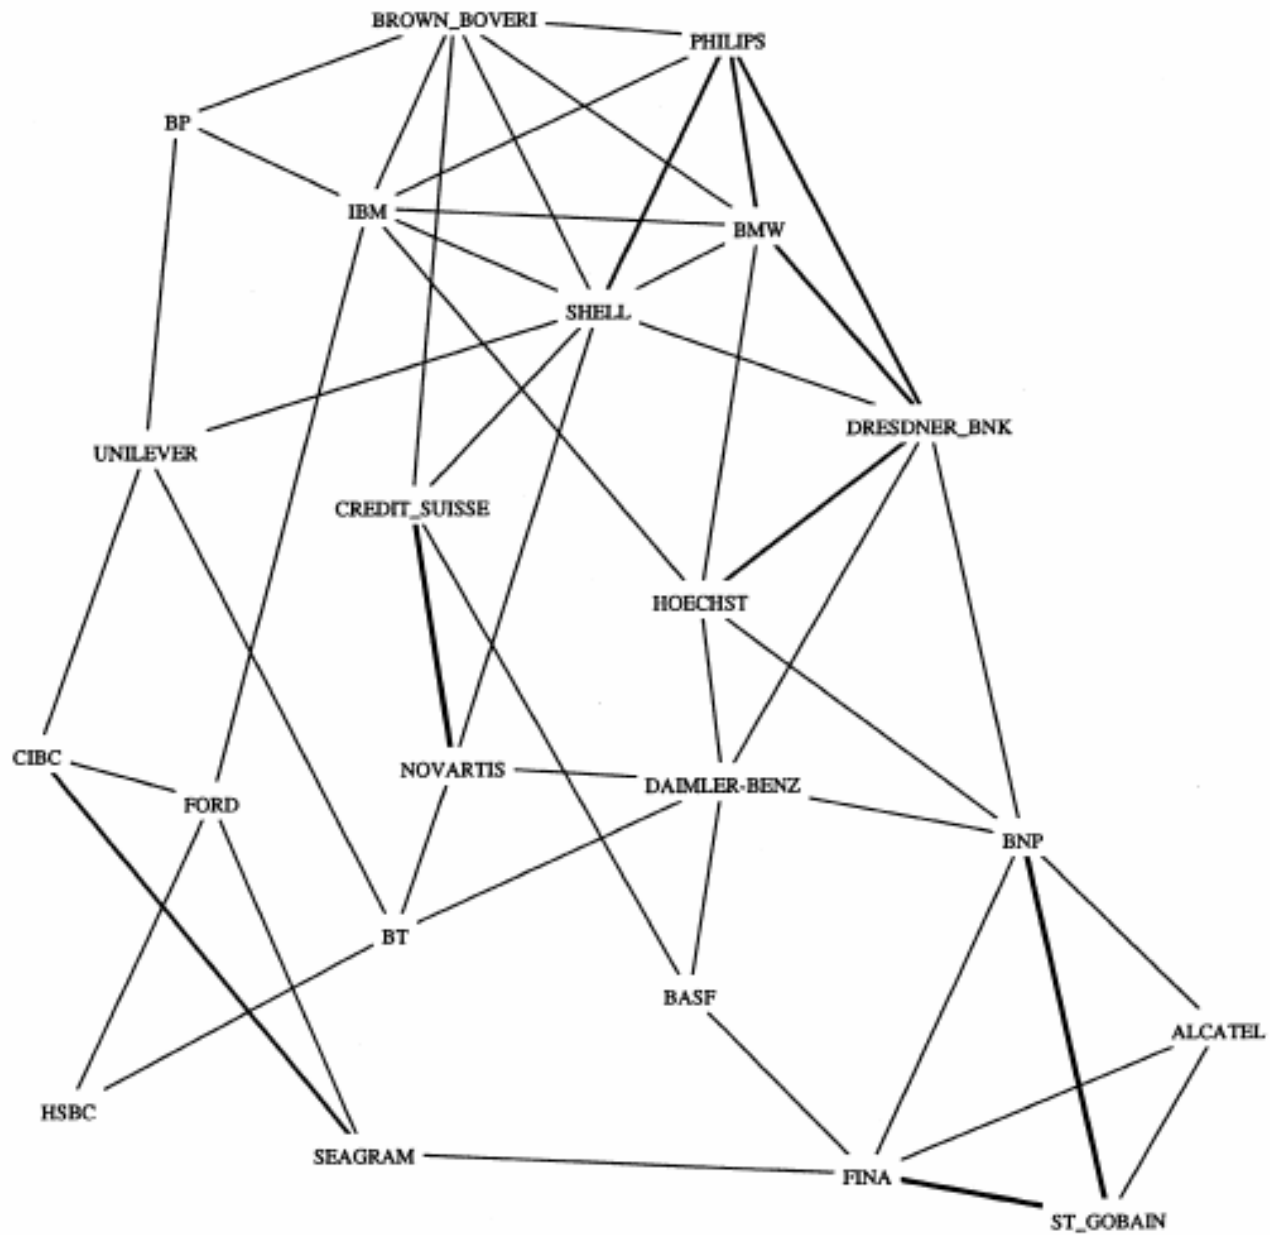 BROWN_BOVERI
PHILIPS
BP
IBM
BMW
SHELL
DRESDNER_BNK
UNILEVER
CREDIT_SUISSE
HOECHST
CIBC
NOVARTIS
DAIMLER-BENZ
FORD
BNP
BT
BASF
ALCATEL
HSBC
SEAGRAM
FINA
ST_GOBAIN